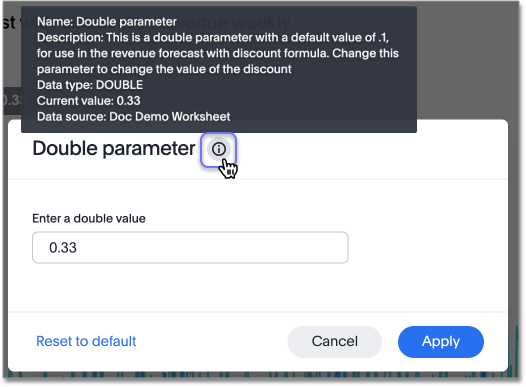 Name: Double parameter
Description: This is a double parameter with a default value of .1,
for use in the revenue forecast with discount formula. Change this
parameter to change the value of the discount
Data type: DOUBLE
Current value: 0.33
Data source: Doc Demo Worksheet
Double parameter
Enter a double value
0.33
Reset to default
Cancel
Apply